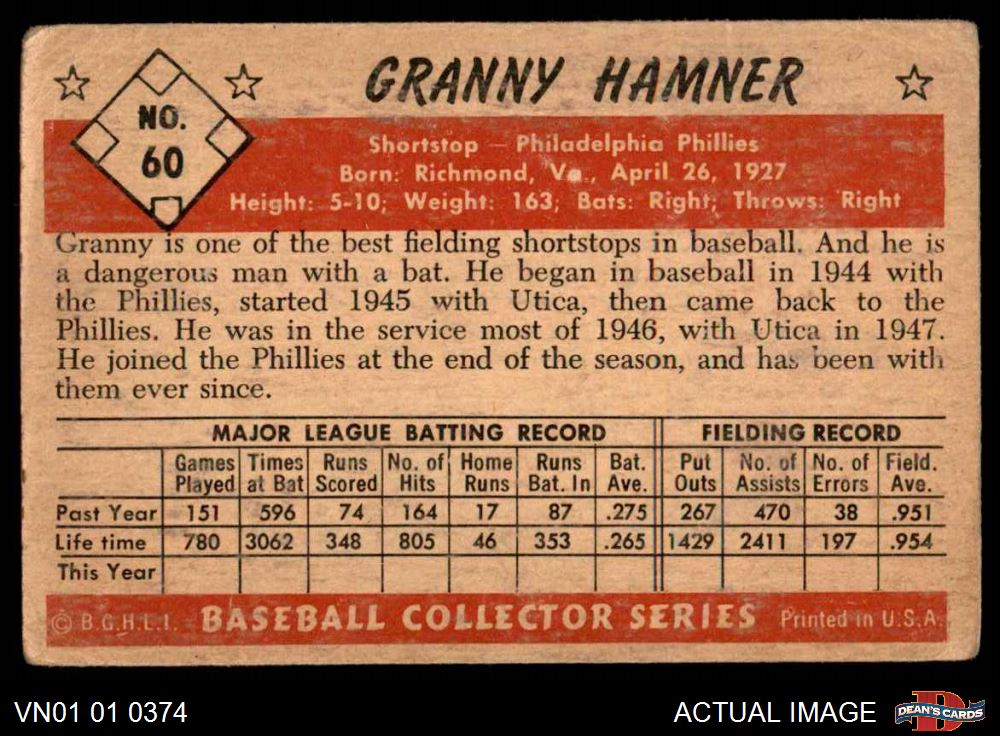 GRANNY HAMNER
NO.
60
Shortstop — Philadelphia Phillies
Born: Richmond, Va., April 26, 1927
Height: 5-10; Weight: 163; Bats: Right; Throws: Right
Granny is one of the best fielding shortstops in baseball. And he is
a dangerous man with a bat. He began in baseball in 1944 with
the Phillies, started 1945 with Utica, then came back to the
Phillies. He was in the service most of 1946, with Utica in 1947.
He joined the Phillies at the end of the season, and has been with
them ever since.
MAJOR LEAGUE BATTING RECORD FIELDING RECORD
Games Times Runs No. of Home Runs Bat. Put No. of No. of Field.
Played at Bat Scored Hits Runs Bat. In Ave. Outs Assists Errors Ave.
Past Year 151 596 74 164 17 87 .275 267 470 38 .951
Life time 780 3062 348 805 46 353 .265 1429 2411 197 .954
This Year
© B.G.H.L.I. BASEBALL COLLECTOR SERIES Printed in U.S.A.
VN01 01 0374 ACTUAL IMAGE DEAN'S CARDS